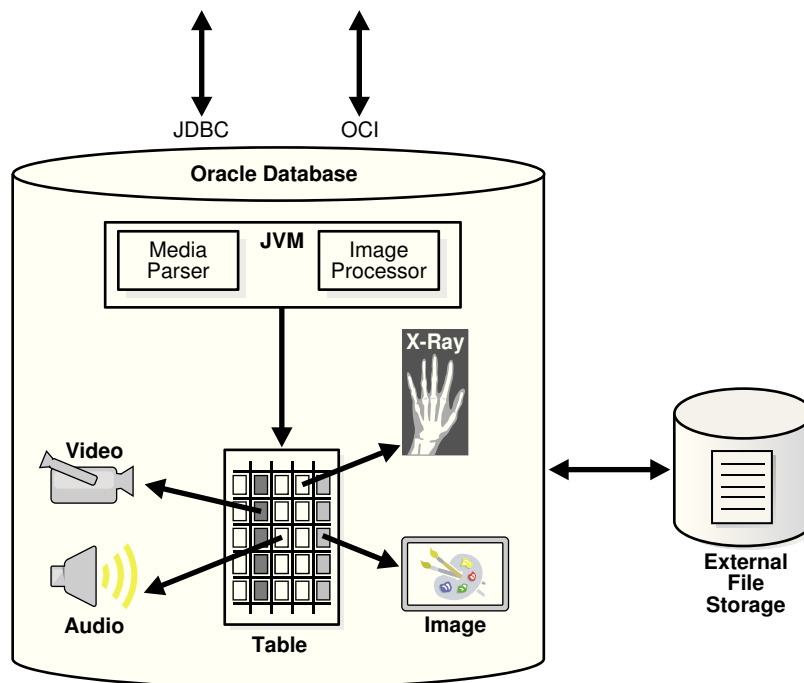 JDBC
OCI
Oracle Database
JVM
Media
Parser
Image
Processor
X-Ray
Video
Audio
Table
Image
External
File
Storage